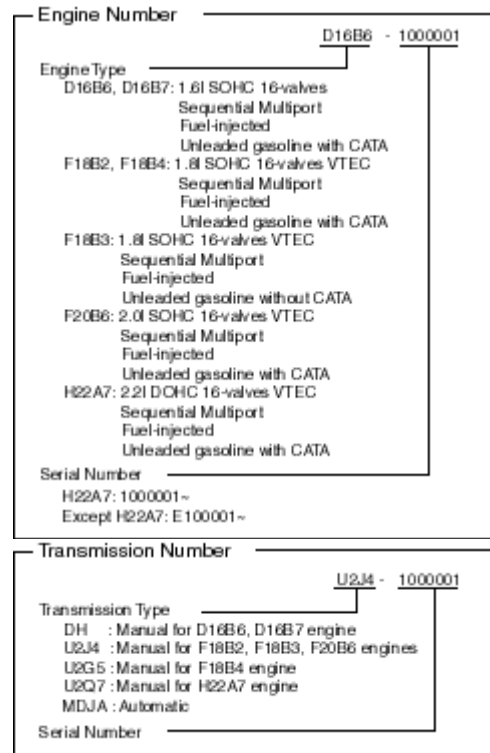 Engine Number
D16B6 - 1000001
Engine Type
D16B6, D16B7: 1.6l SOHC 16-valves
Sequential Multiport
Fuel-injected
Unleaded gasoline with CATA
F18B2, F18B4: 1.8l SOHC 16-valves VTEC
Sequential Multiport
Fuel-injected
Unleaded gasoline with CATA
F18B3: 1.8l SOHC 16-valves VTEC
Sequential Multiport
Fuel-injected
Unleaded gasoline without CATA
F20B6: 2.0l SOHC 16-valves VTEC
Sequential Multiport
Fuel-injected
Unleaded gasoline with CATA
H22A7: 2.2l DOHC 16-valves VTEC
Sequential Multiport
Fuel-injected
Unleaded gasoline with CATA
Serial Number
H22A7: 1000001~
Except H22A7: E100001~
Transmission Number
U2J4 - 1000001
Transmission Type
DH : Manual for D16B6, D16B7 engine
U2J4 : Manual for F18B2, F18B3, F20B6 engines
U2G5 : Manual for F18B4 engine
U2Q7 : Manual for H22A7 engine
MDJA : Automatic
Serial Number